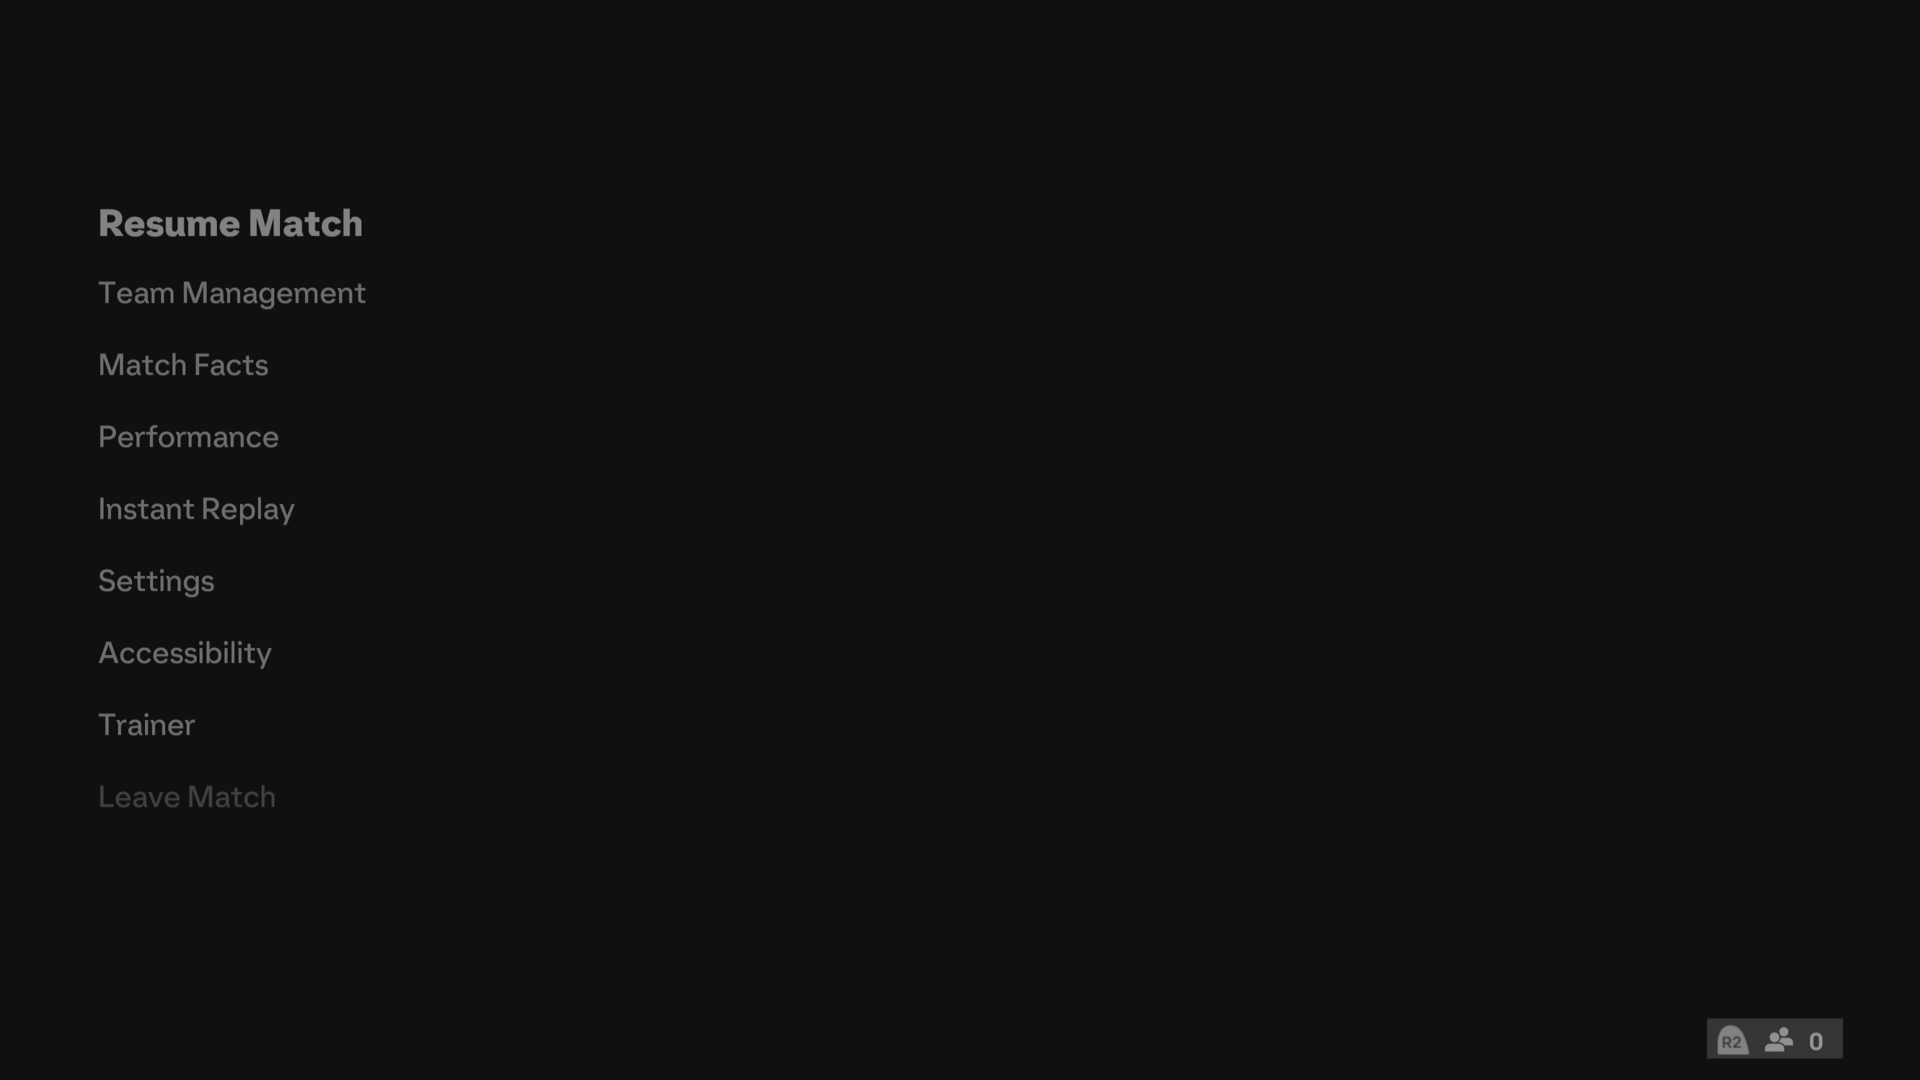 Resume Match
Team Management
Match Facts
Performance
Instant Replay
Settings
Accessibility
Trainer
Leave Match
R2 0